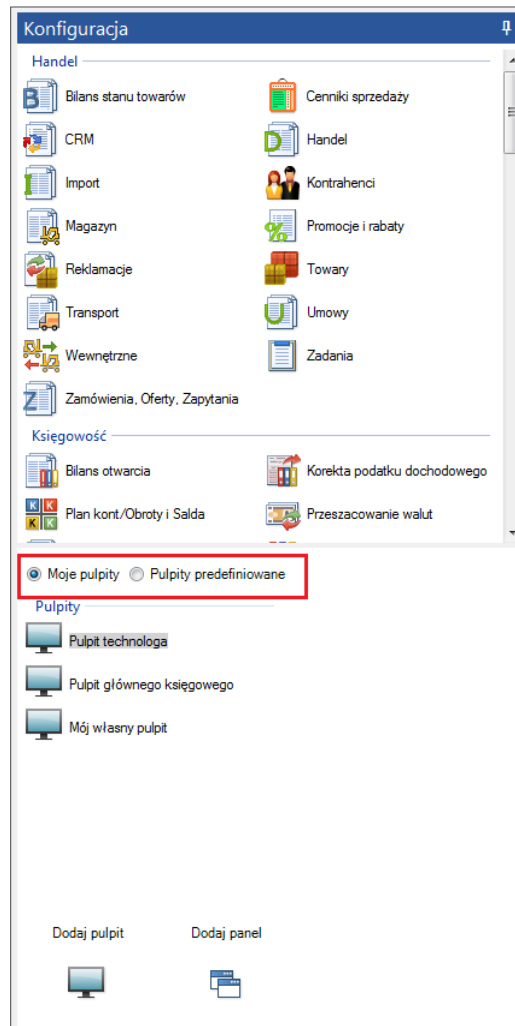 Konfiguracja
Handel
Bilans stanu towarów
Cenniki sprzedaży
CRM
Handel
Import
Kontrahenci
Magazyn
Promocje i rabaty
Reklamacje
Towary
Transport
Umowy
Wewnętrzne
Zadania
Zamówienia, Oferty, Zapytania
Księgowość
Bilans otwarcia
Korekta podatku dochodowego
Plan kont/Obroty i Salda
Przeszacowanie walut
Moje pulpity Pulpity predefiniowane
Pulpity
Pulpit technologa
Pulpit głównego księgowego
Mój własny pulpit
Dodaj pulpit Dodaj panel